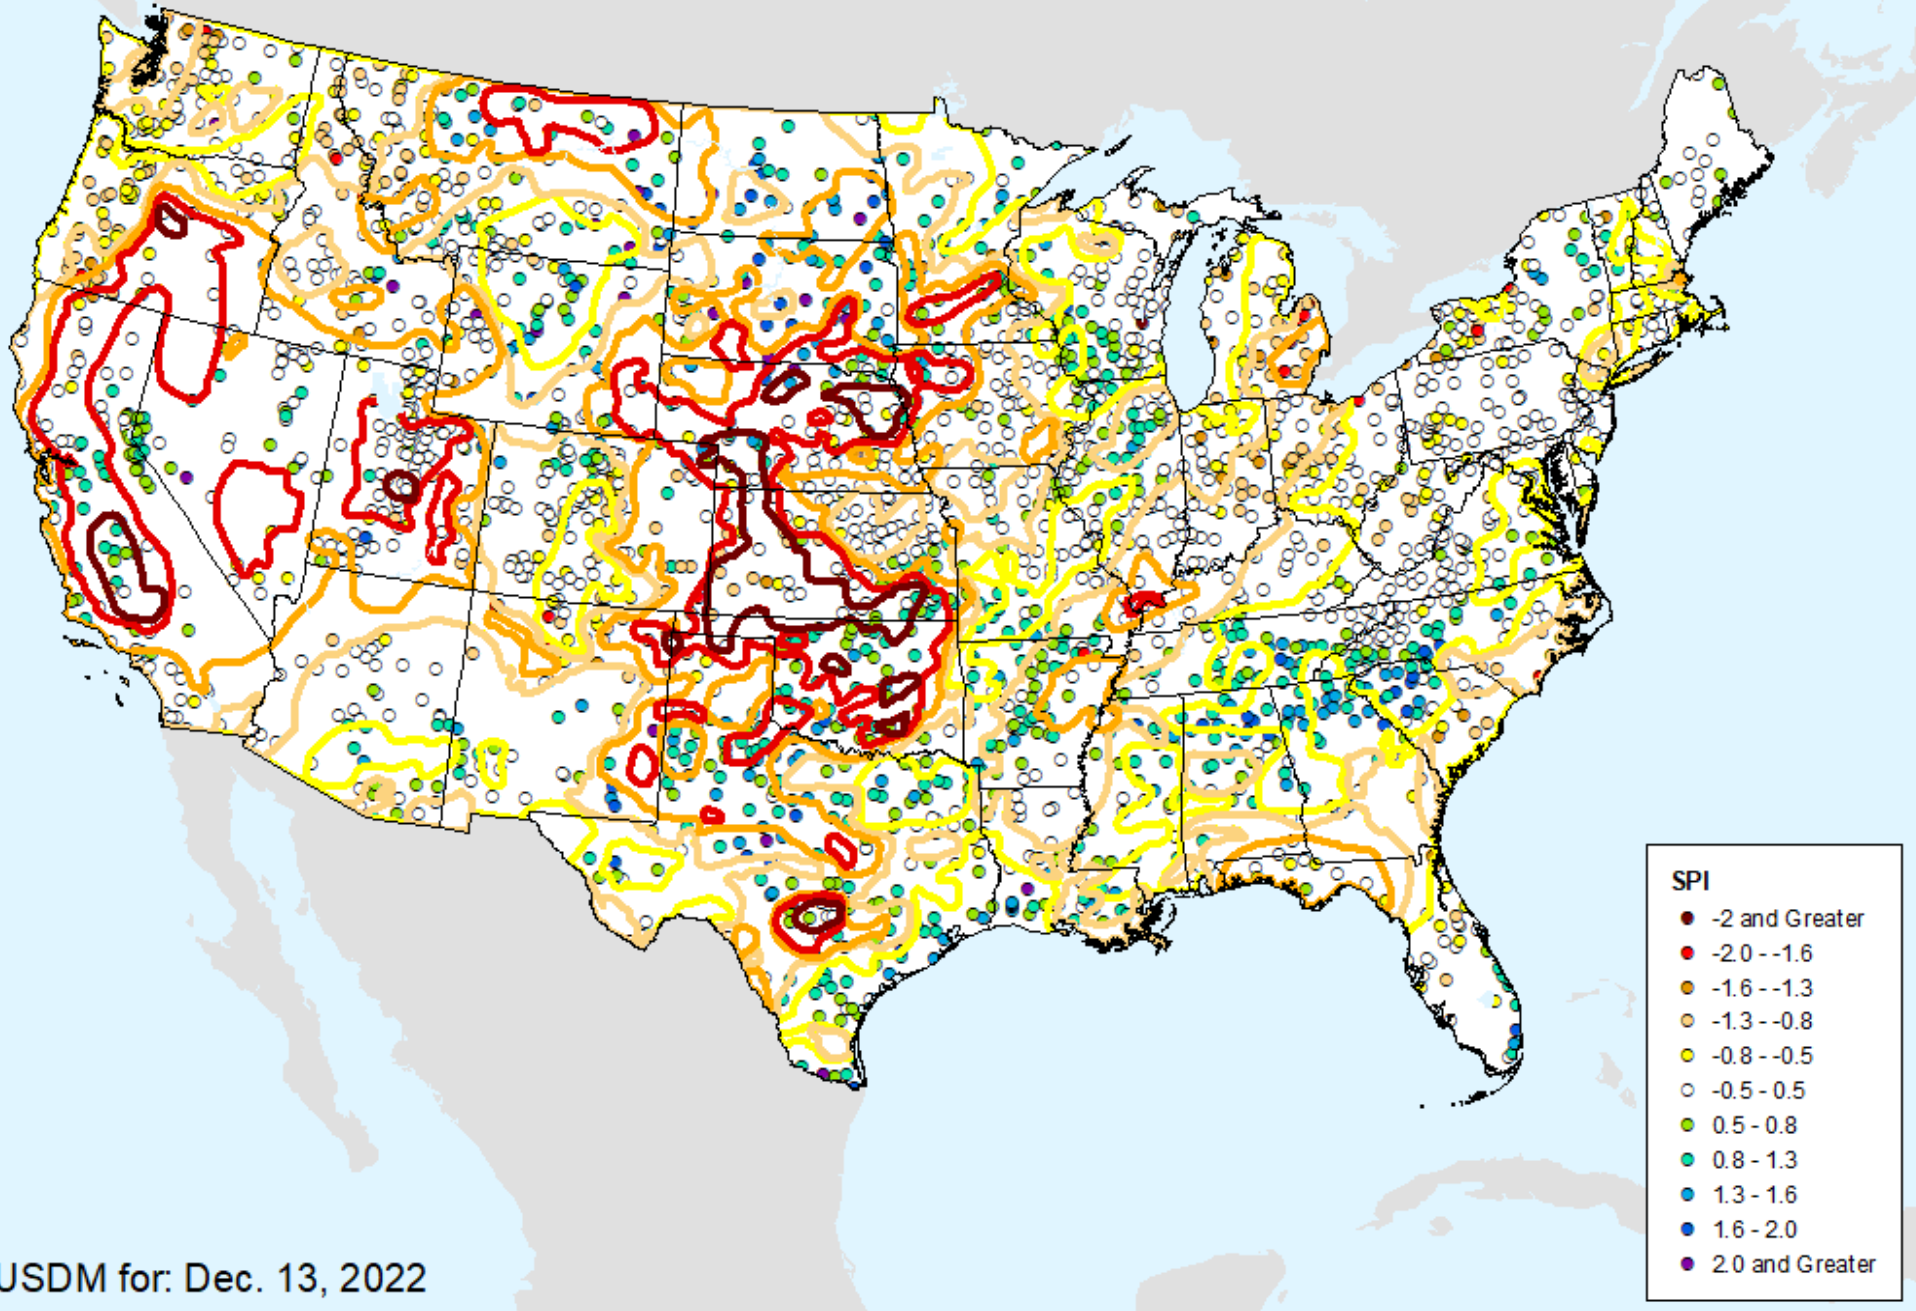 SPI
-2 and Greater
-2.0 - -1.6
-1.6 - -1.3
-1.3 - -0.8
-0.8 - -0.5
-0.5 - 0.5
0.5 - 0.8
0.8 - 1.3
1.3 - 1.6
1.6 - 2.0
2.0 and Greater
USDM for: Dec. 13, 2022